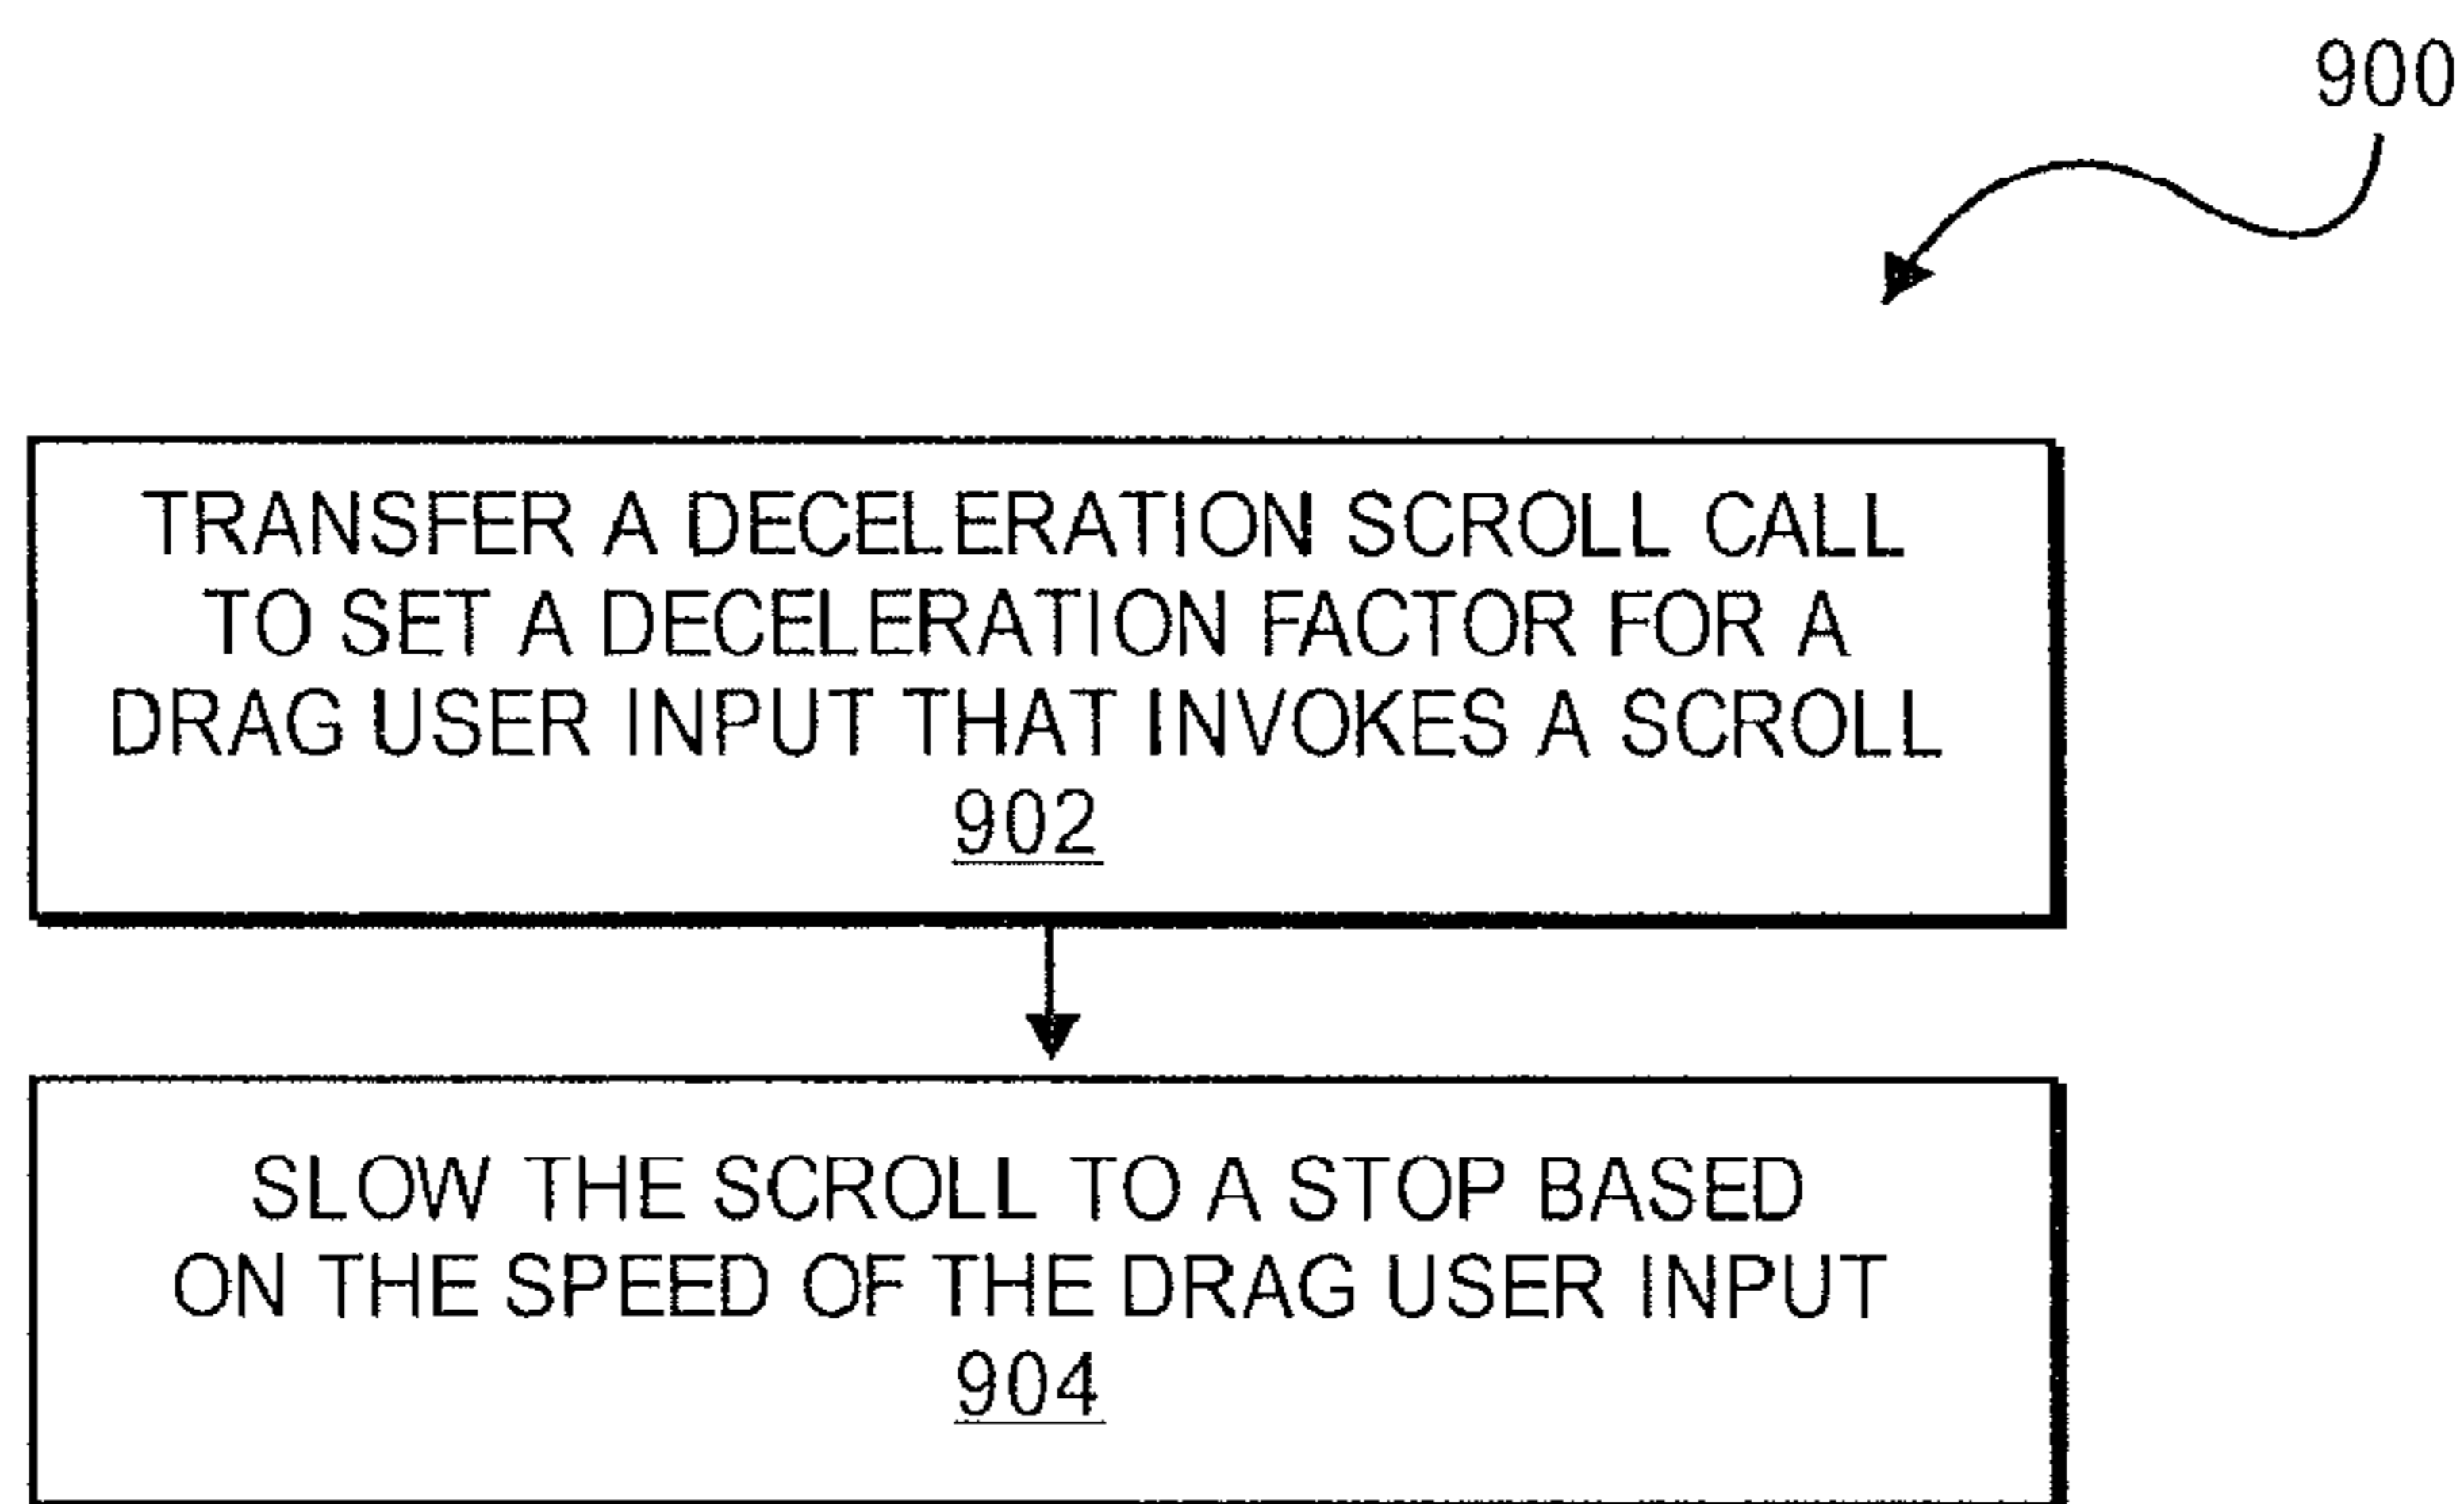 900
TRANSFER A DECELERATION SCROLL CALL
TO SET A DECELERATION FACTOR FOR A
DRAG USER INPUT THAT INVOKES A SCROLL
902
SLOW THE SCROLL TO A STOP BASED
ON THE SPEED OF THE DRAG USER INPUT
904